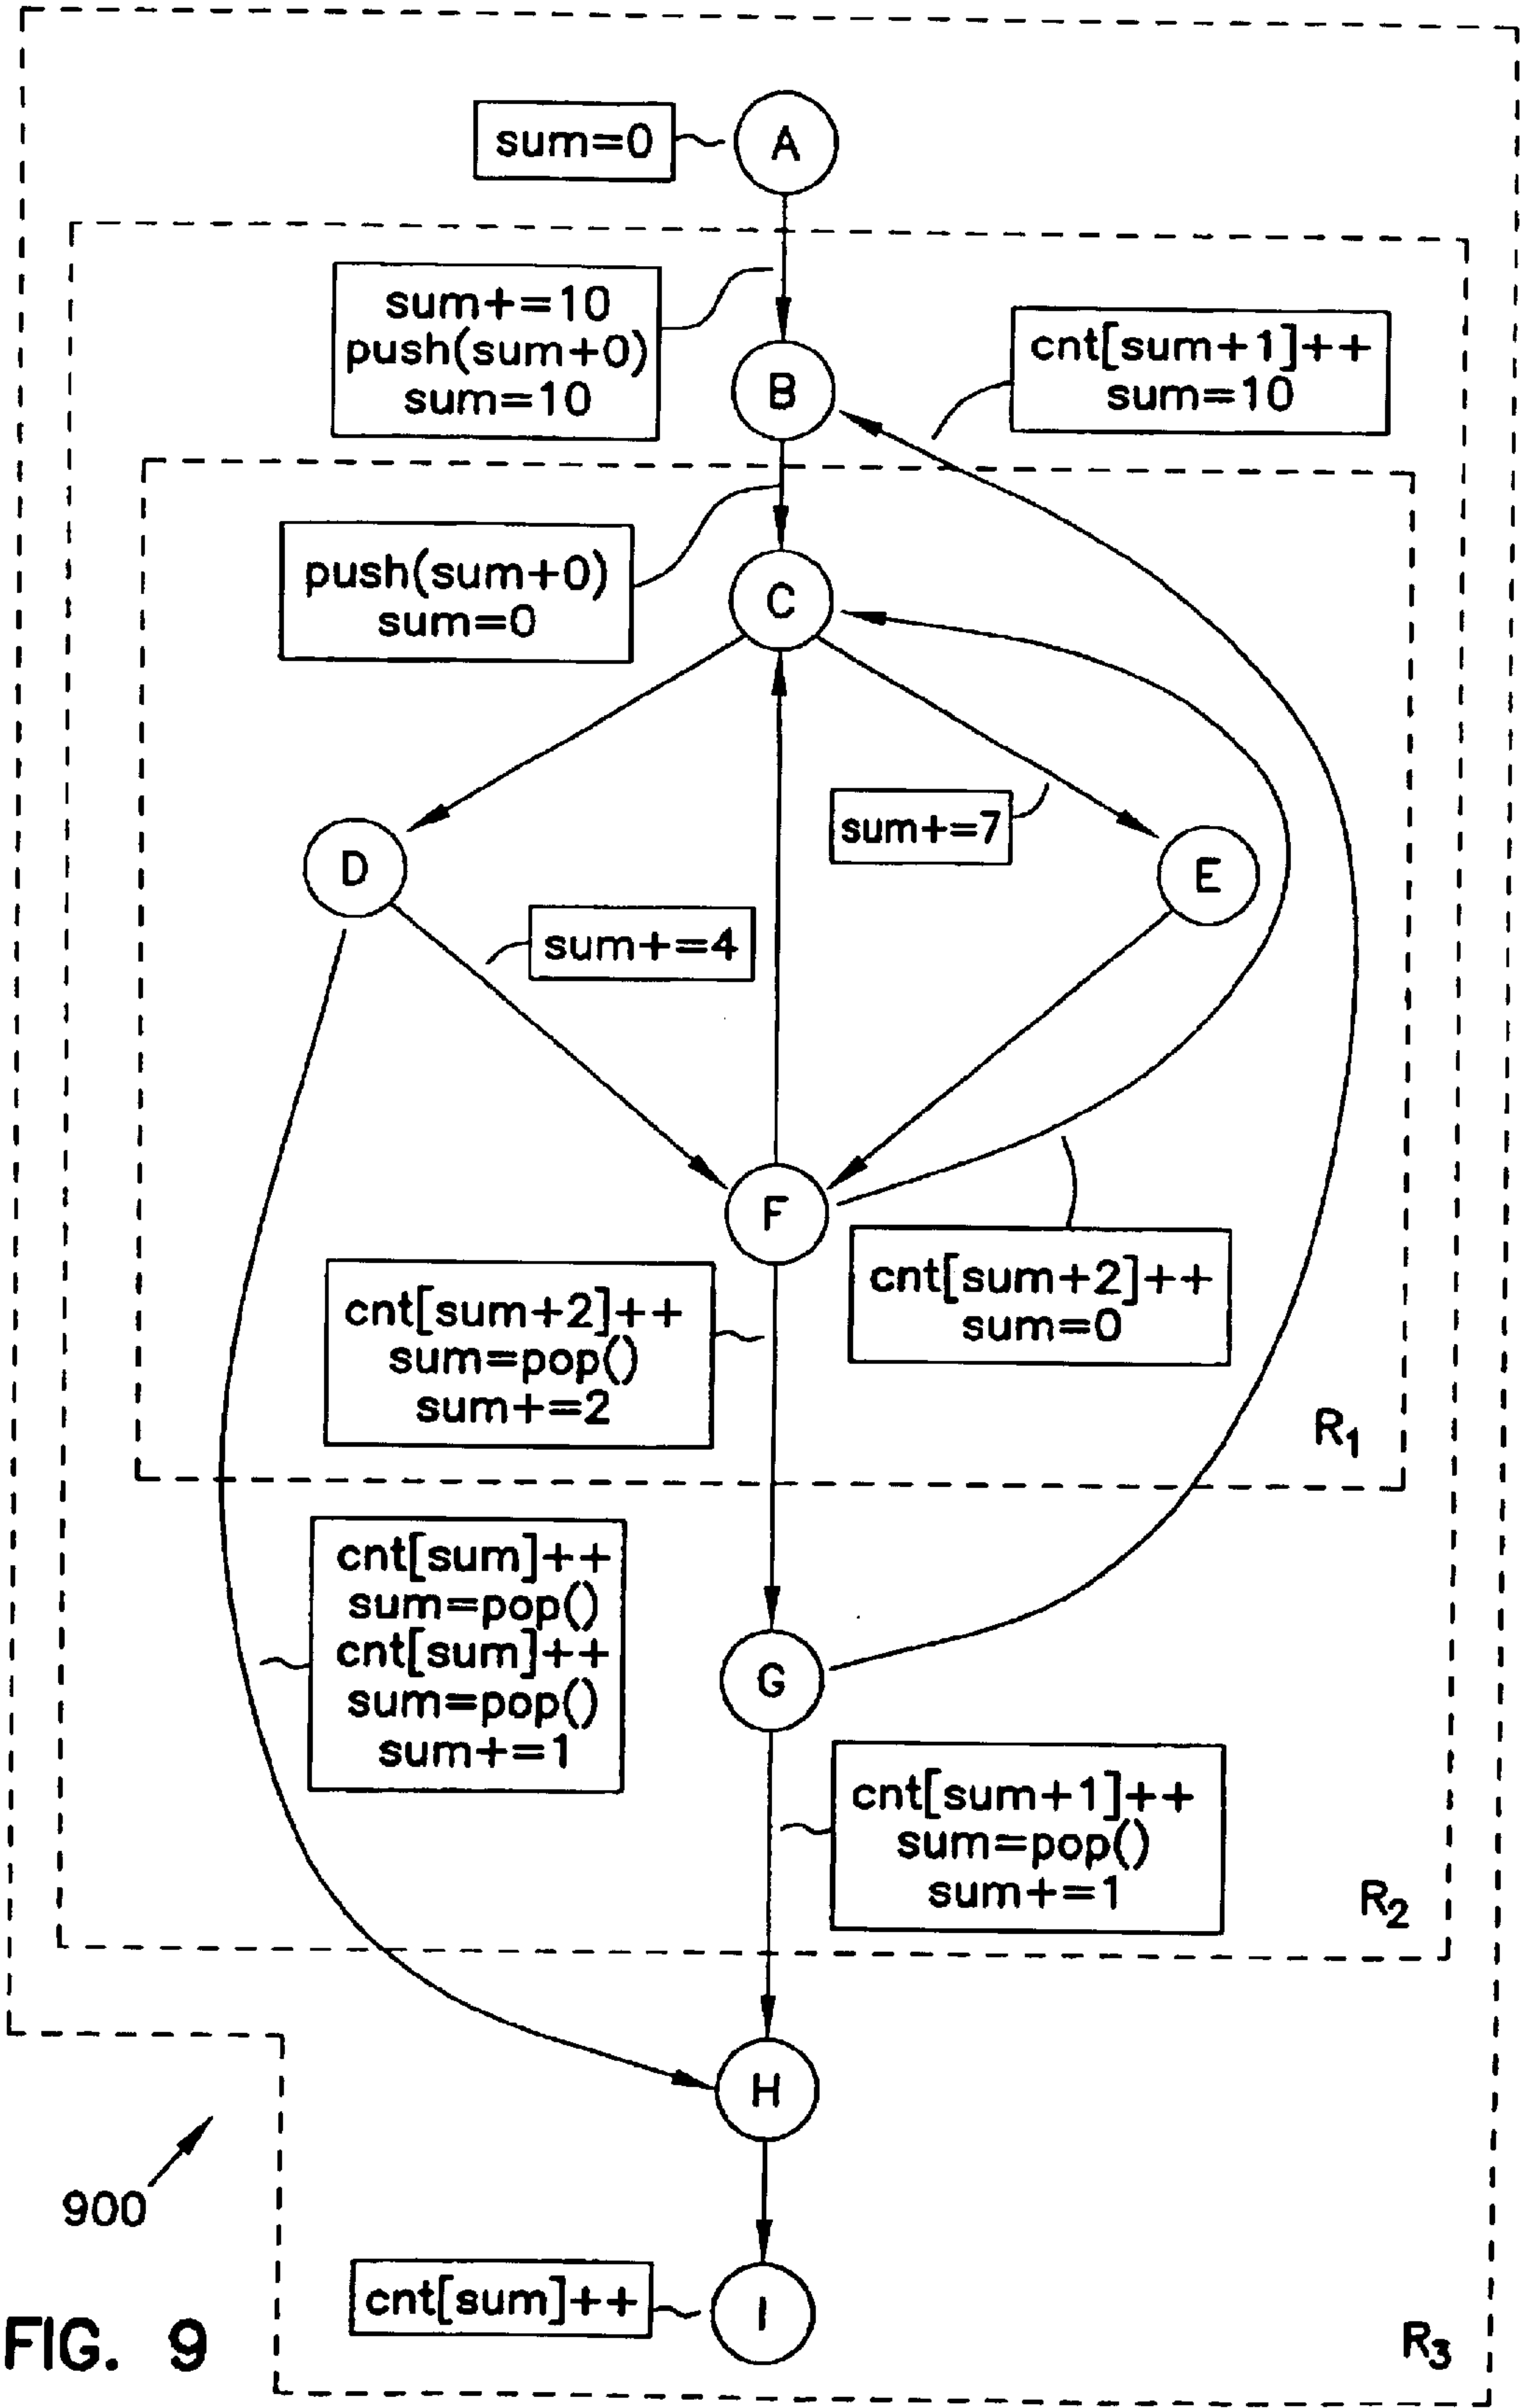 sum=0
A
sum+=10
push(sum+0)
sum=10
B
cnt[sum+1]++
sum=10
push(sum+0)
sum=0
C
sum+=7
D
E
sum+=4
F
cnt[sum+2]++
sum=pop()
sum+=2
cnt[sum+2]++
sum=0
R1
cnt[sum]++
sum=pop()
cnt[sum]++
sum=pop()
sum+=1
G
cnt[sum+1]++
sum=pop()
sum+=1
R2
H
900
cnt[sum]++
I
FIG. 9
R3